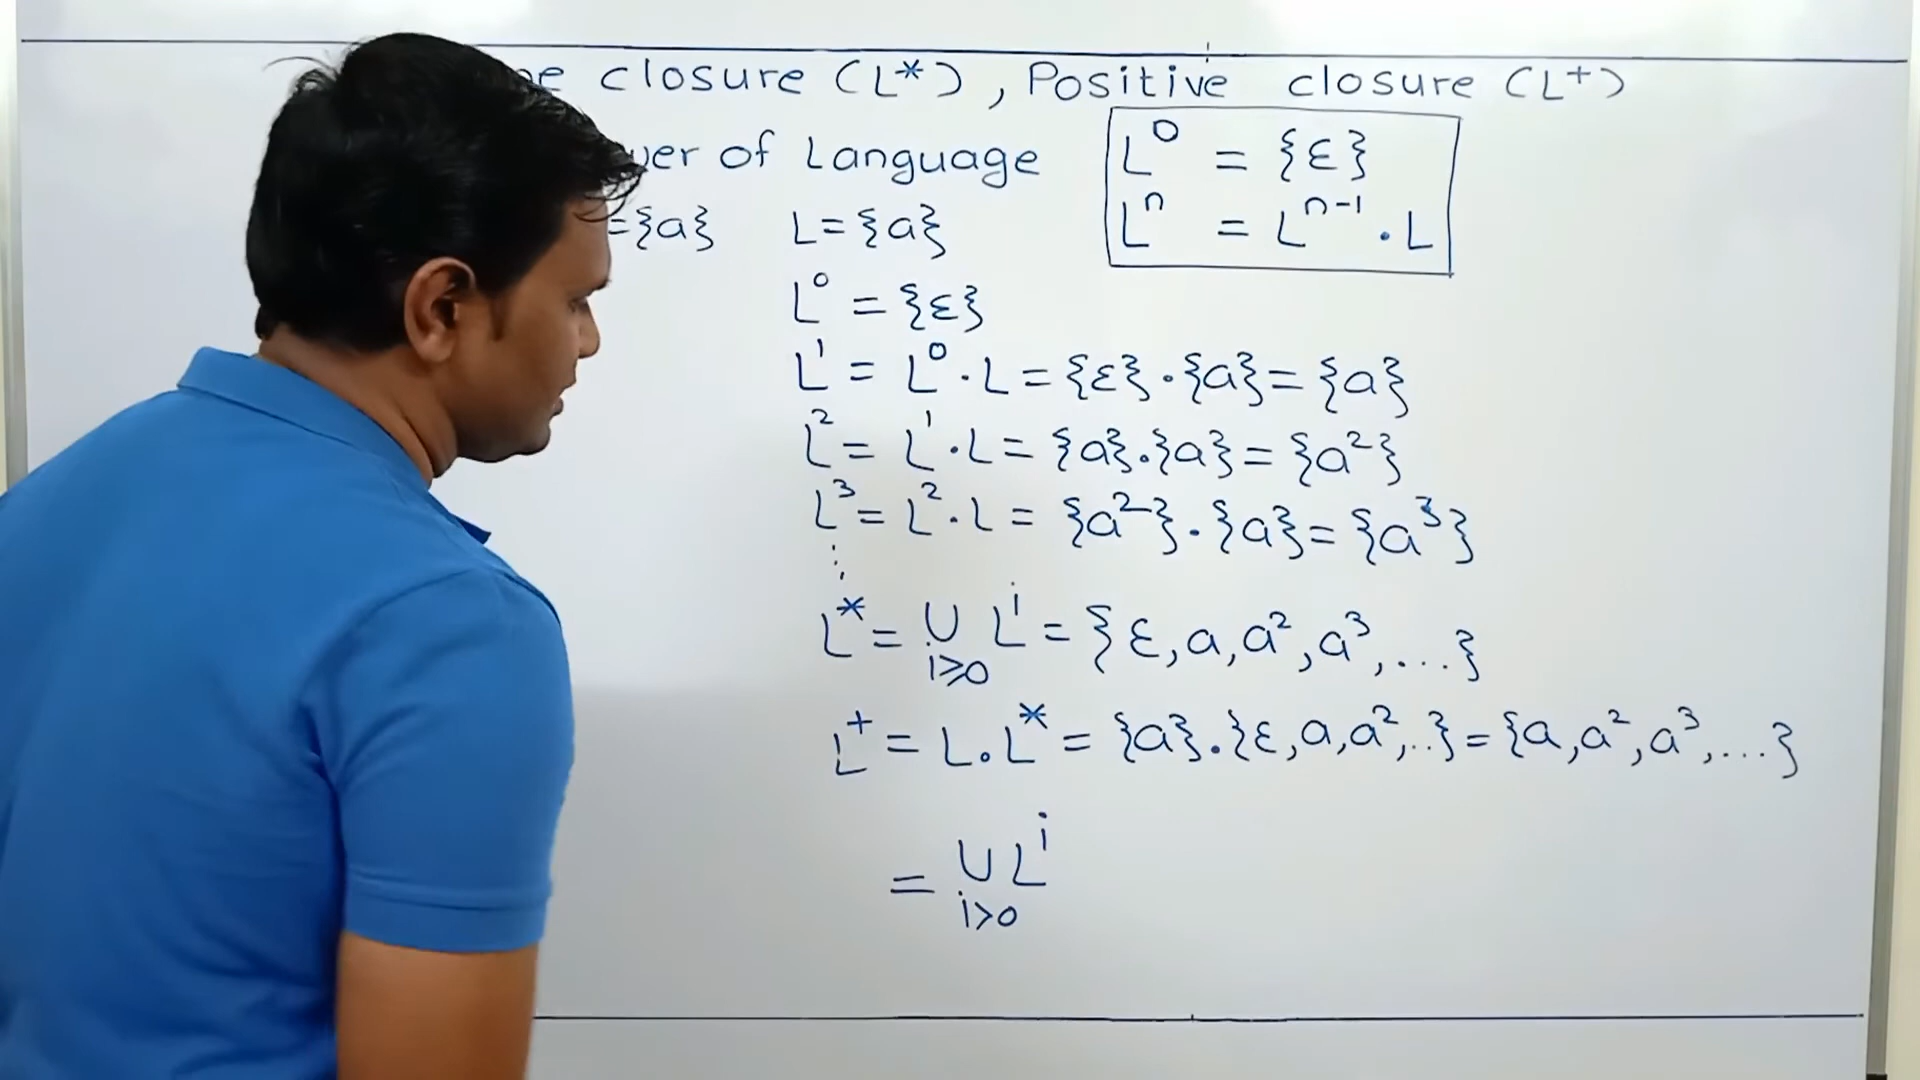 closure (L*), Positive closure (L+)
of Language
L⁰ = {ε}
Lⁿ = Lⁿ⁻¹ . L
={a} L={a}
L⁰ = {ε}
L¹ = L⁰ . L = {ε} . {a} = {a}
L² = L¹ . L = {a} . {a} = {a²}
L³ = L² . L = {a²} . {a} = {a³}
⋮
L* = ∪ Lⁱ = {ε, a, a², a³, ...}
i≥0
L⁺ = L . L* = {a} . {ε, a, a², ..} = {a, a², a³, ....}
= ∪ Lⁱ
i>0